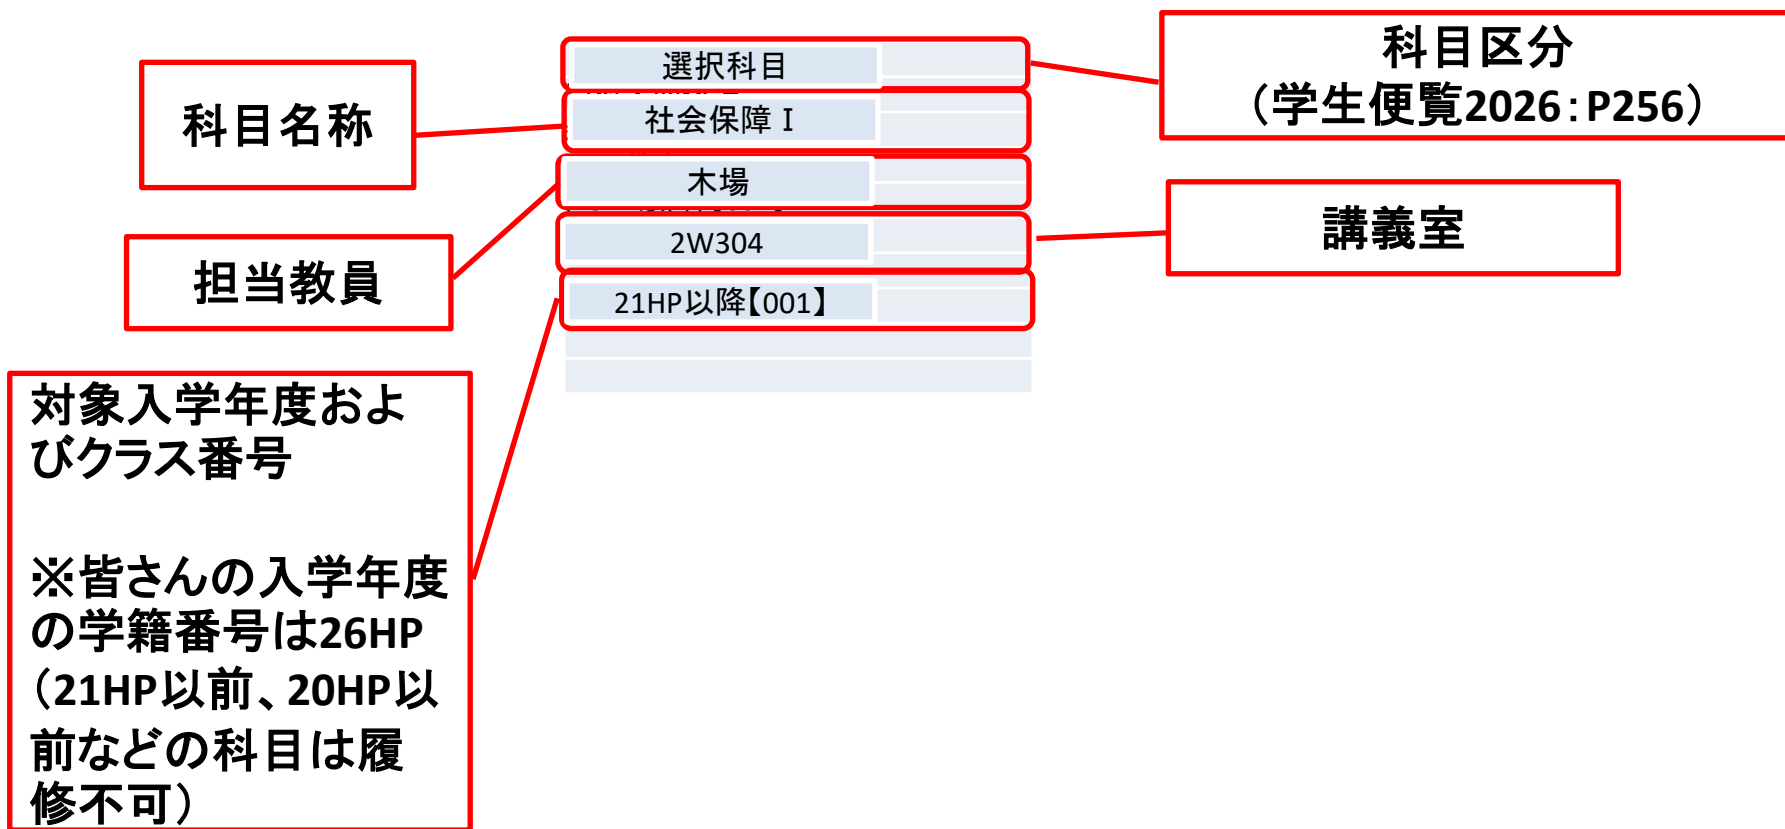 選択科目
社会保障Ⅰ
木場
2W304
21HP以降【001】
科目名称
担当教員
対象入学年度およ
びクラス番号
※皆さんの入学年度
の学籍番号は26HP
（21HP以前、20HP以
前などの科目は履
修不可）
科目区分
（学生便覧2026：P256）
講義室